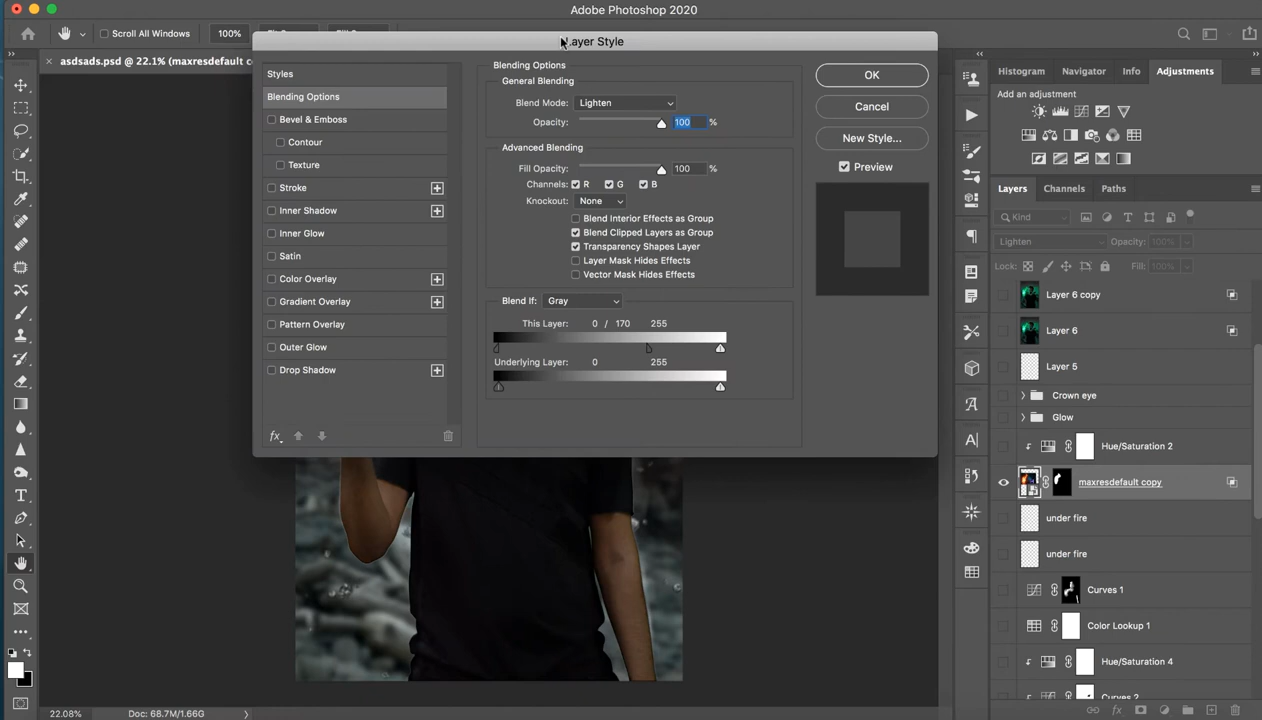 Adobe Photoshop 2020
Scroll All Windows
100%
asdsads.psd @ 22.1% (maxresdefault c
Layer Style
Styles
Blending Options
Bevel & Emboss
Contour
Texture
Stroke
Inner Shadow
Inner Glow
Satin
Color Overlay
Gradient Overlay
Pattern Overlay
Outer Glow
Drop Shadow
fx
Blending Options
General Blending
Blend Mode: Lighten
Opacity: 100 %
Advanced Blending
Fill Opacity: 100 %
Channels: R G B
Knockout: None
Blend Interior Effects as Group
Blend Clipped Layers as Group
Transparency Shapes Layer
Layer Mask Hides Effects
Vector Mask Hides Effects
Blend If: Gray
This Layer: 0 / 170 255
Underlying Layer: 0 255
OK
Cancel
New Style...
Preview
Histogram Navigator Info Adjustments
Add an adjustment
Layers Channels Paths
Kind
Lighten Opacity: 100%
Lock: Fill: 100%
Layer 6 copy
Layer 6
Layer 5
Crown eye
Glow
Hue/Saturation 2
maxresdefault copy
under fire
under fire
Curves 1
Color Lookup 1
Hue/Saturation 4
Curves 2
fx
22.08% Doc: 68.7M/1.66G